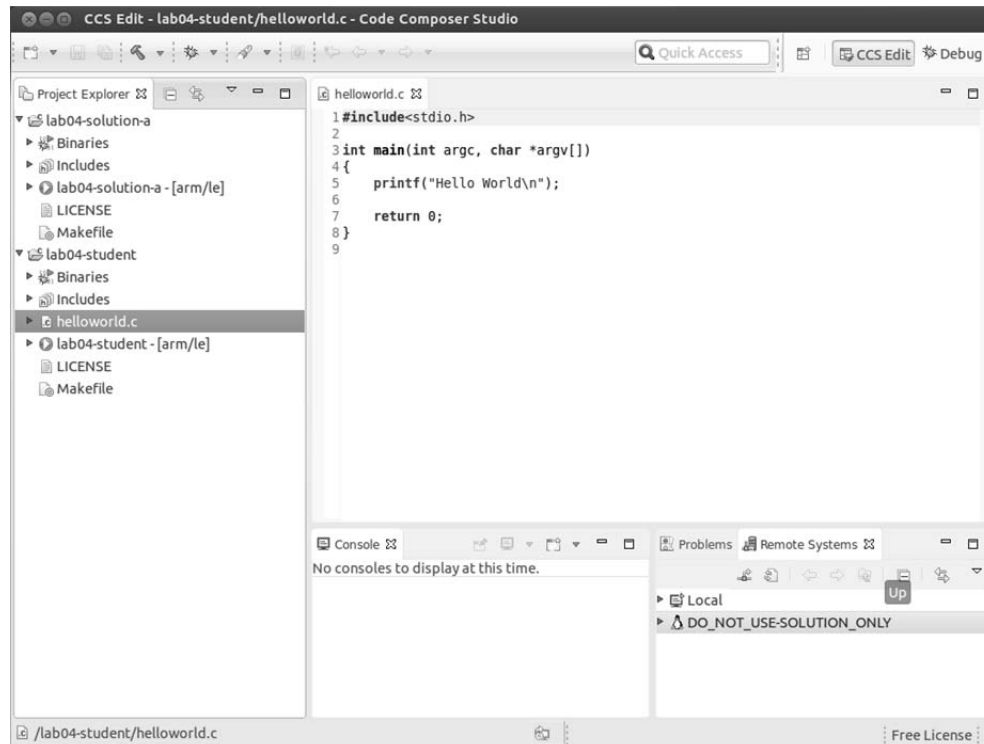 CCS Edit - lab04-student/helloworld.c - Code Composer Studio
Quick Access
CCS Edit
Debug
Project Explorer
lab04-solution-a
Binaries
Includes
lab04-solution-a - [arm/le]
LICENSE
Makefile
lab04-student
Binaries
Includes
helloworld.c
lab04-student - [arm/le]
LICENSE
Makefile
helloworld.c
1 #include<stdio.h>
2
3 int main(int argc, char *argv[])
4 {
5     printf("Hello World\n");
6
7     return 0;
8 }
9
Console
No consoles to display at this time.
Problems
Remote Systems
Up
Local
DO_NOT_USE-SOLUTION_ONLY
/lab04-student/helloworld.c
Free License